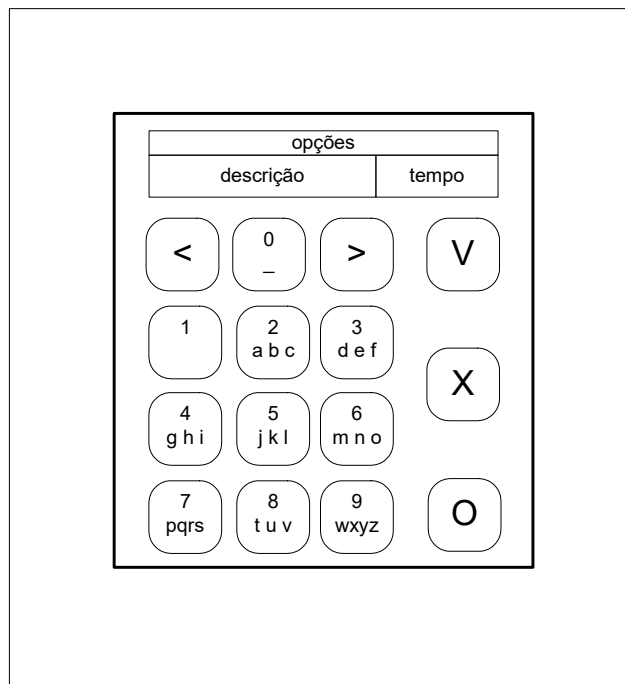 opções
descrição tempo
< 0 _ > V
1
2
a b c
3
d e f
X
4
g h i
5
j k l
6
m n o
7
pqrs
8
t u v
9
wxyz
O